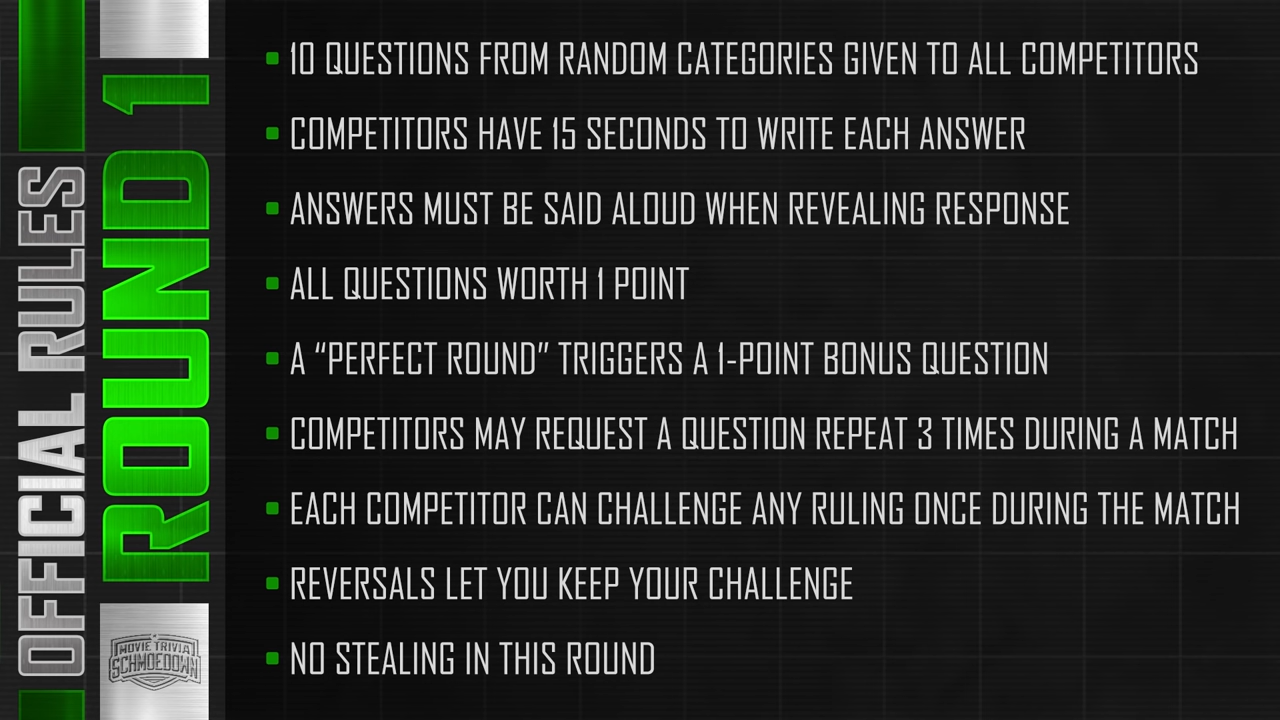 OFFICIAL RULES
ROUND 1
MOVIE TRIVIA
SCHMOEDOWN
10 QUESTIONS FROM RANDOM CATEGORIES GIVEN TO ALL COMPETITORS
COMPETITORS HAVE 15 SECONDS TO WRITE EACH ANSWER
ANSWERS MUST BE SAID ALOUD WHEN REVEALING RESPONSE
ALL QUESTIONS WORTH 1 POINT
A “PERFECT ROUND” TRIGGERS A 1-POINT BONUS QUESTION
COMPETITORS MAY REQUEST A QUESTION REPEAT 3 TIMES DURING A MATCH
EACH COMPETITOR CAN CHALLENGE ANY RULING ONCE DURING THE MATCH
REVERSALS LET YOU KEEP YOUR CHALLENGE
NO STEALING IN THIS ROUND